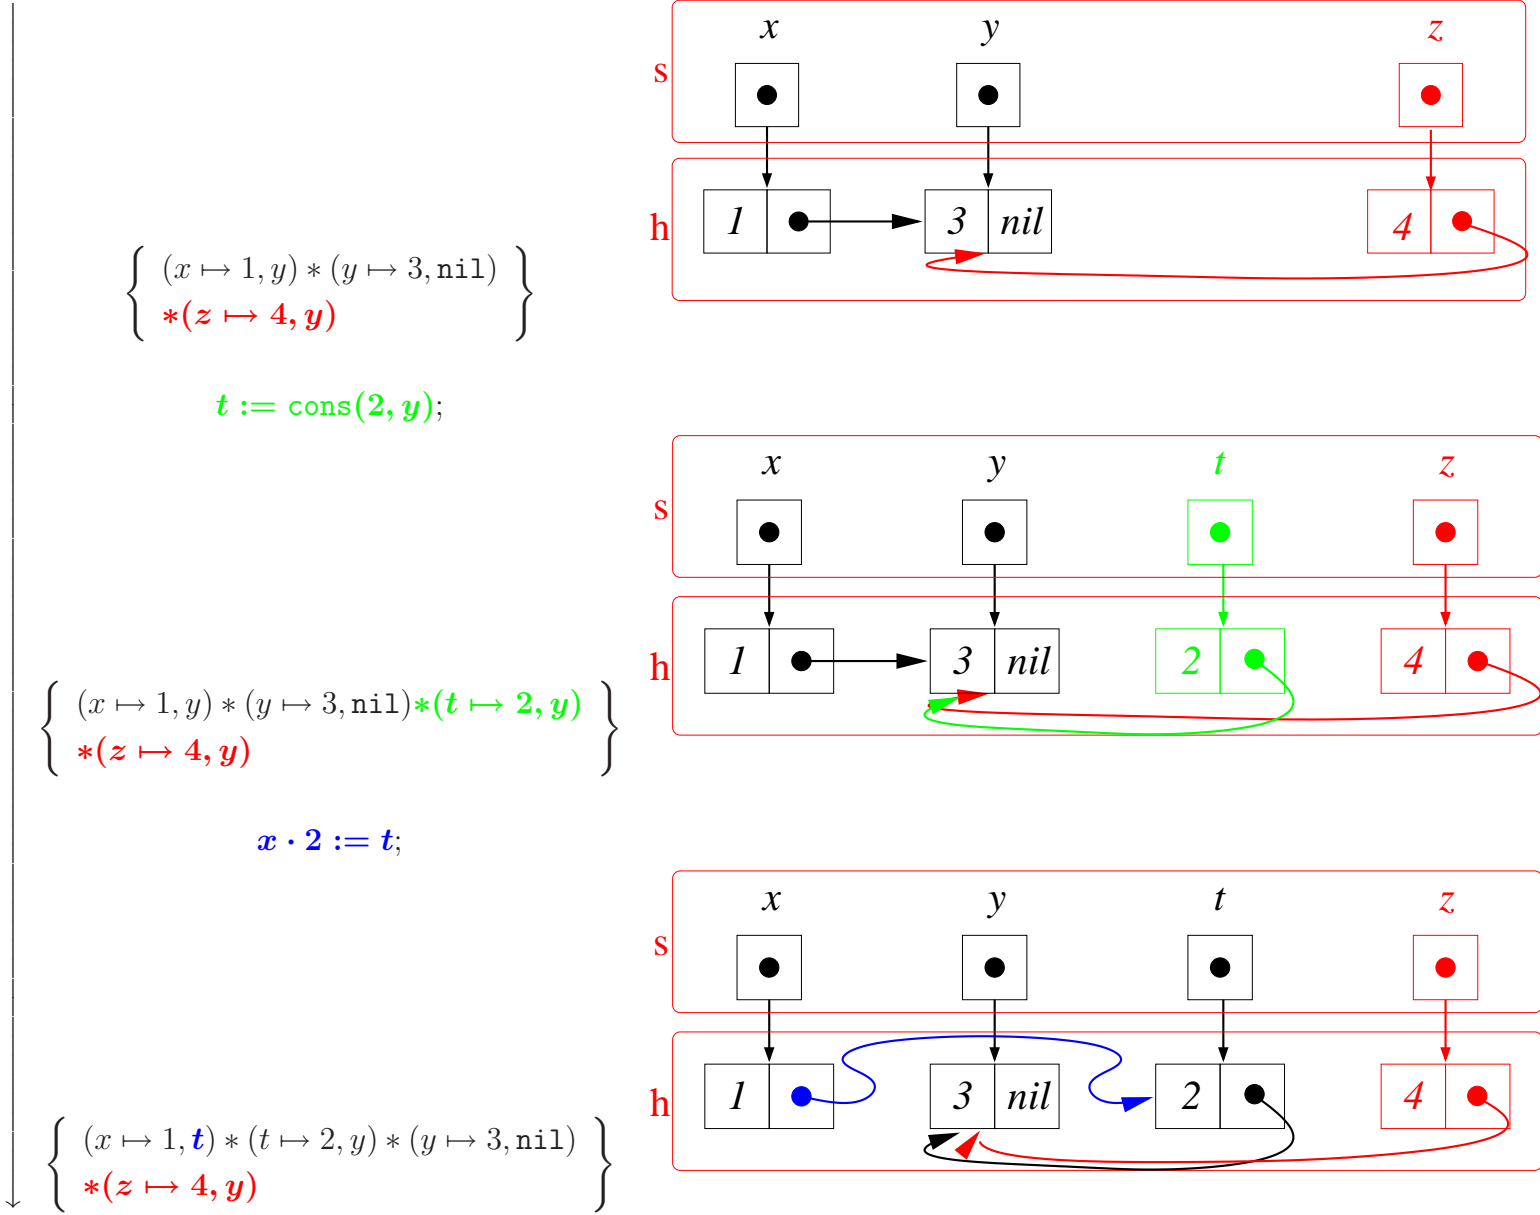 x y z
s
h 1 3 nil 4
{ (x ↦ 1, y) ∗ (y ↦ 3, nil)
∗(z ↦ 4, y) }
t := cons(2, y);
x y t z
s
h 1 3 nil 2 4
{ (x ↦ 1, y) ∗ (y ↦ 3, nil)∗(t ↦ 2, y)
∗(z ↦ 4, y) }
x · 2 := t;
x y t z
s
h 1 3 nil 2 4
{ (x ↦ 1, t) ∗ (t ↦ 2, y) ∗ (y ↦ 3, nil)
∗(z ↦ 4, y) }